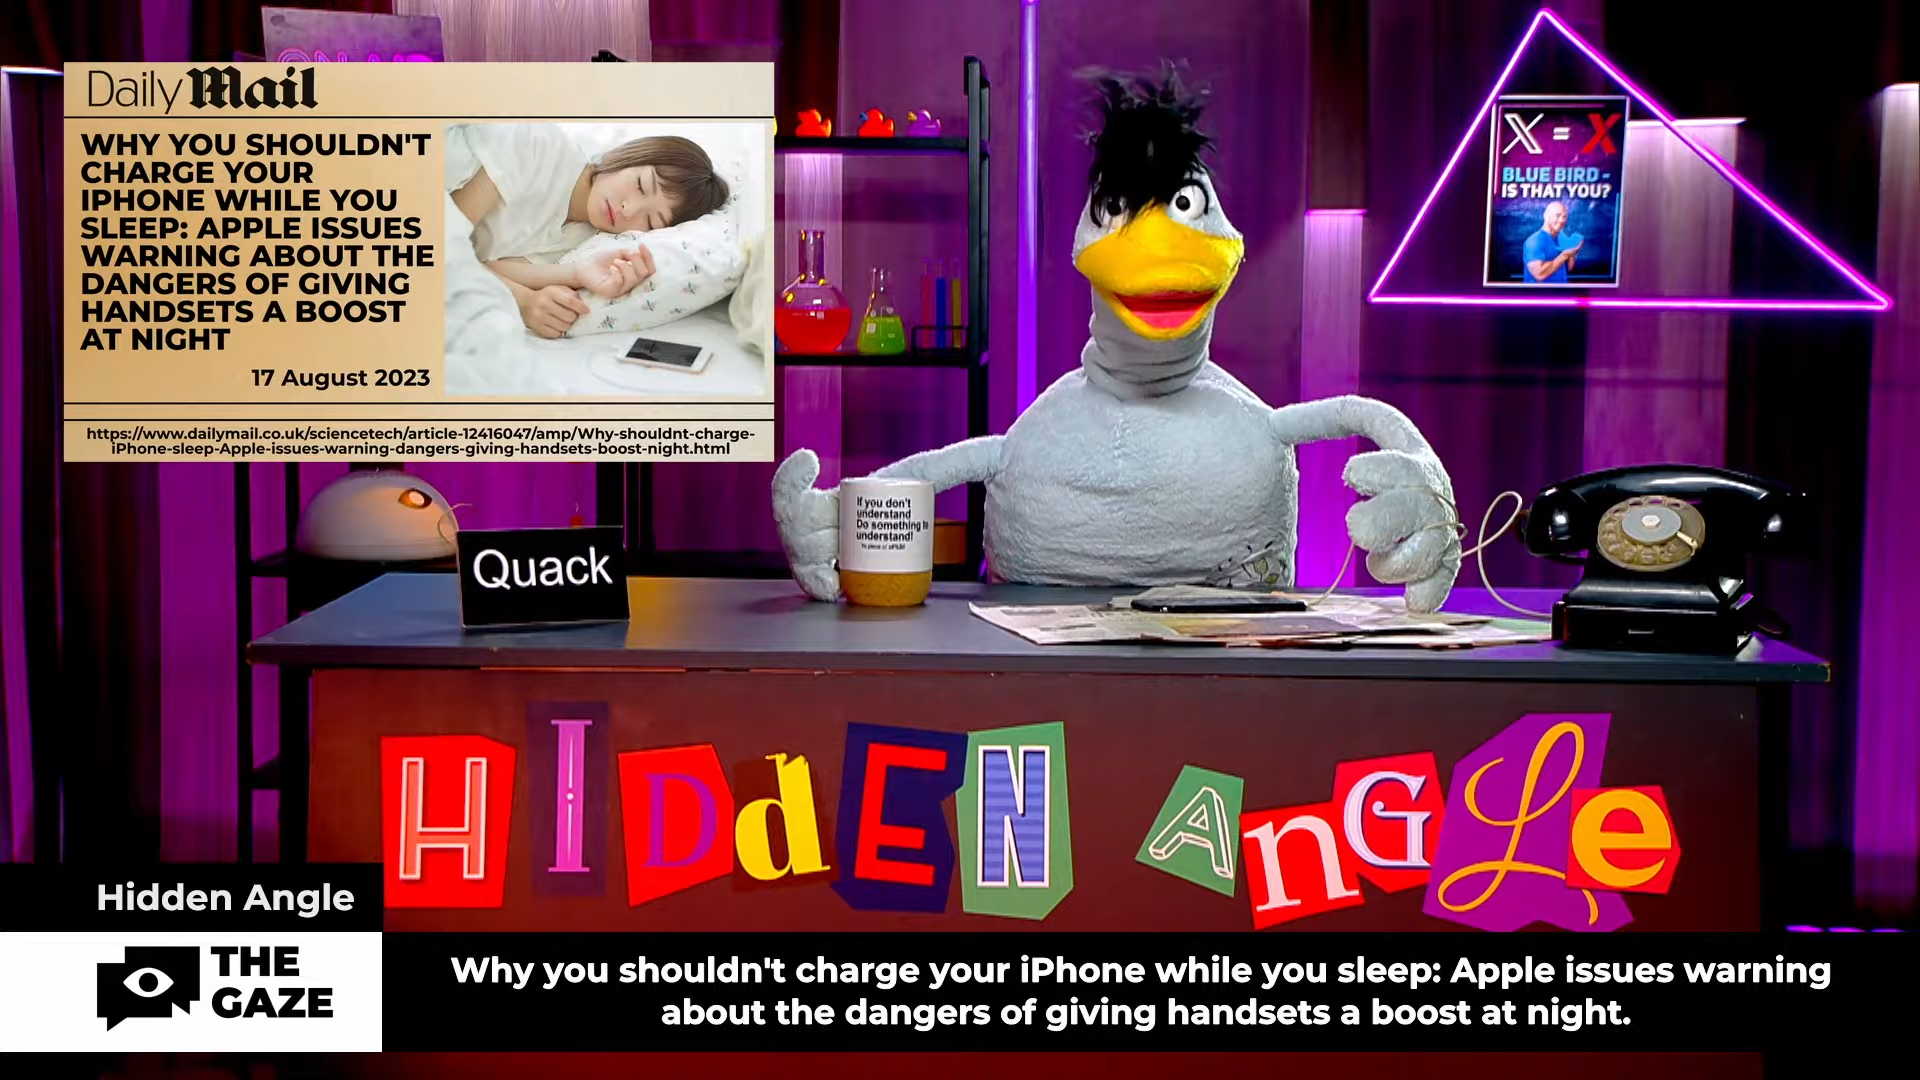 Daily Mail
WHY YOU SHOULDN'T
CHARGE YOUR
IPHONE WHILE YOU
SLEEP: APPLE ISSUES
WARNING ABOUT THE
DANGERS OF GIVING
HANDSETS A BOOST
AT NIGHT
17 August 2023
https://www.dailymail.co.uk/sciencetech/article-12416047/amp/Why-shouldnt-charge-
iPhone-sleep-Apple-issues-warning-dangers-giving-handsets-boost-night.html
X = X
BLUE BIRD -
IS THAT YOU?
If you don't
understand
Do something to
understand!
Quack
HIDdEN AnGLe
Hidden Angle
THE
GAZE
Why you shouldn't charge your iPhone while you sleep: Apple issues warning
about the dangers of giving handsets a boost at night.